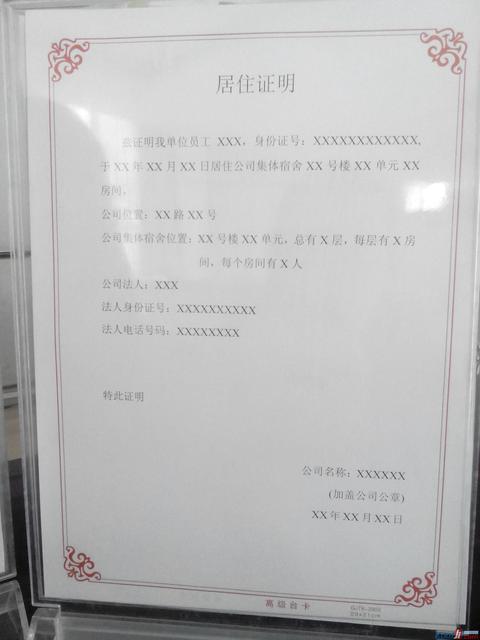 居住证明
兹证明我单位员工 XXX，身份证号：XXXXXXXXXXXX,
于 XX 年 XX 月 XX 日居住公司集体宿舍 XX 号楼 XX 单元 XX
房间。
公司位置：XX 路 XX 号
公司集体宿舍位置：XX 号楼 XX 单元，总有 X 层，每层有 X 房
间，每个房间有 X 人
公司法人：XXX
法人身份证号：XXXXXXXXXX
法人电话号码：XXXXXXXX
特此证明
公司名称：XXXXXX
(加盖公司公章)
XX 年 XX 月 XX 日
高级台卡